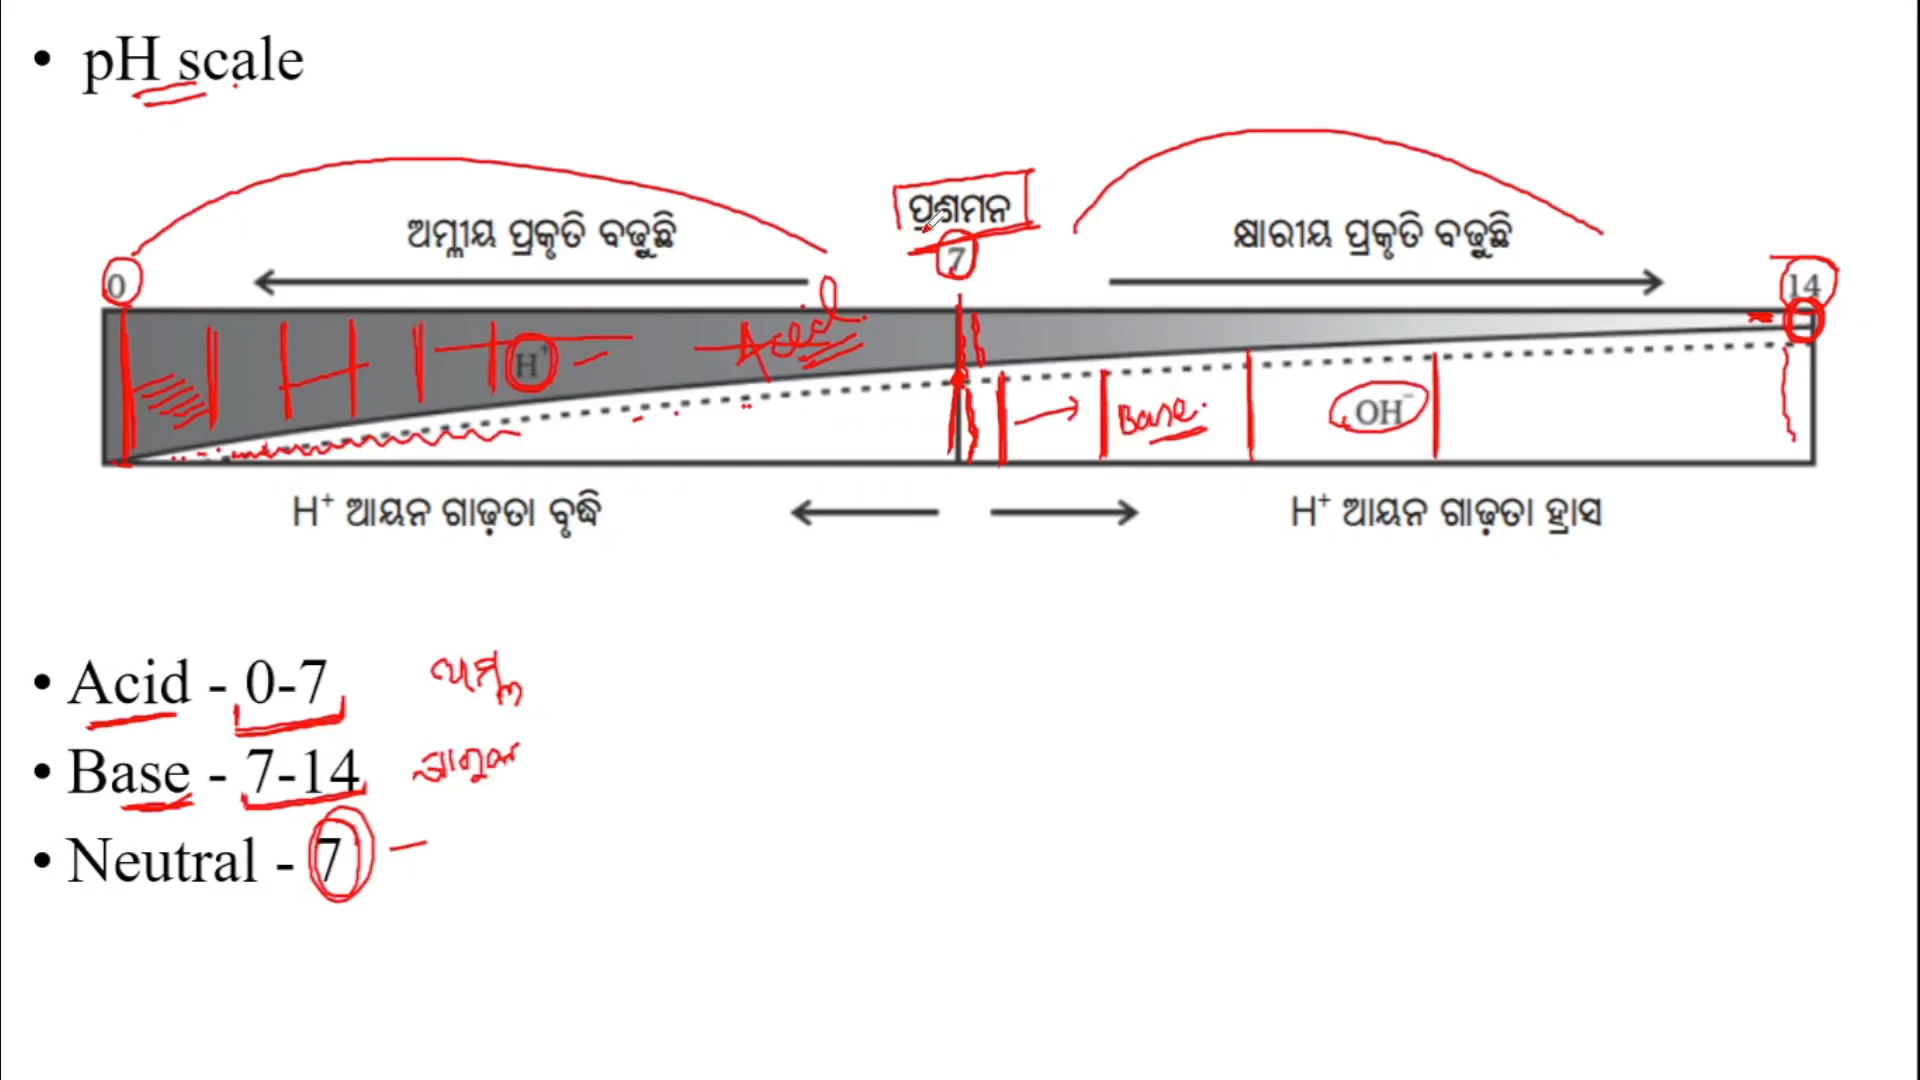 • pH scale
ପ୍ରଶମନ
ଅମ୍ଳୀୟ ପ୍ରକୃତି ବଢୁଛି
କ୍ଷାରୀୟ ପ୍ରକୃତି ବଢୁଛି
0 7 14
H⁺ Acid
Base OH⁻
H⁺ ଆୟନ ଗାଢ଼ତା ବୃଦ୍ଧି
H⁺ ଆୟନ ଗାଢ଼ତା ହ୍ରାସ
• Acid - 0-7 ଅମ୍ଳ
• Base - 7-14
• Neutral - 7